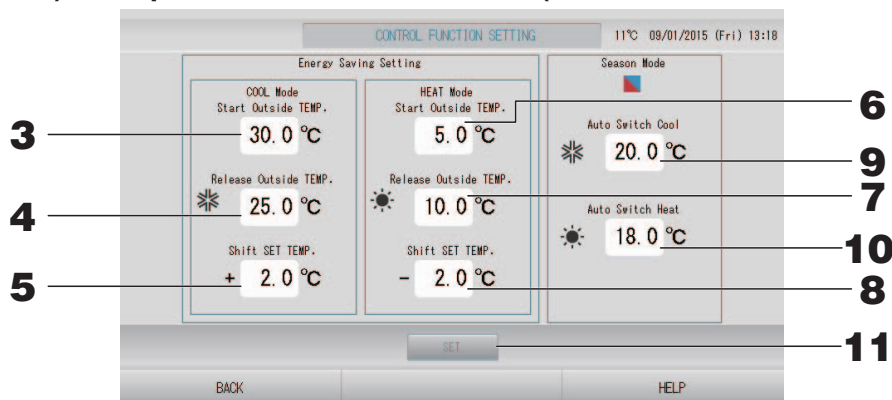 CONTROL FUNCTION SETTING
11℃ 09/01/2015 (Fri) 13:18
Energy Saving Setting
Season Mode
COOL Mode
Start Outside TEMP.
HEAT Mode
Start Outside TEMP.
3
30.0 ℃
5.0 ℃
6
Auto Switch Cool
20.0 ℃
9
Release Outside TEMP.
Release Outside TEMP.
7
4
25.0 ℃
10.0 ℃
Auto Switch Heat
18.0 ℃
10
Shift SET TEMP.
Shift SET TEMP.
5
+ 2.0 ℃
- 2.0 ℃
8
SET
11
BACK
HELP